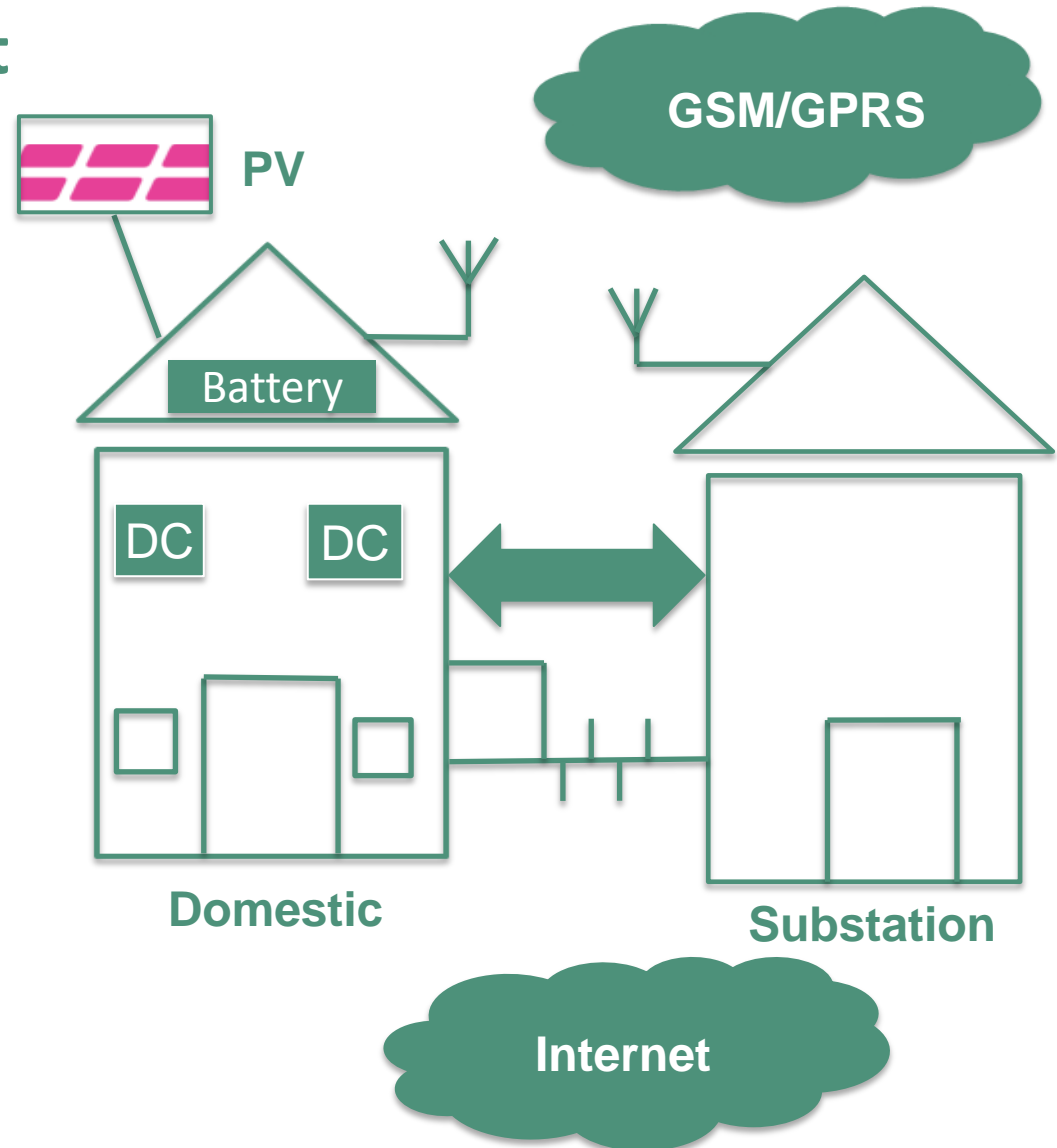 t
GSM/GPRS
PV
Battery
DC
DC
Domestic
Substation
Internet